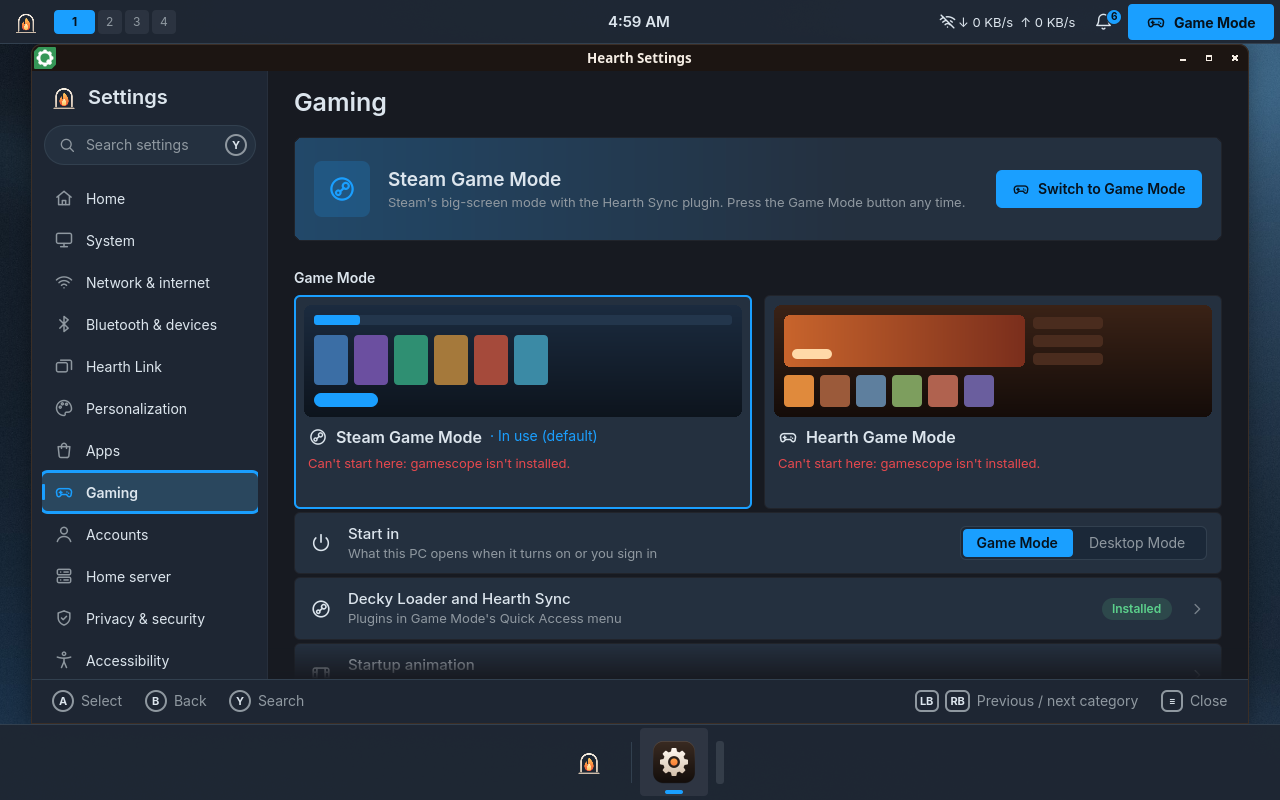 1
2
3
4
4:59 AM
↓ 0 KB/s ↑ 0 KB/s
6
Game Mode
Hearth Settings
Settings
Search settings
Y
Home
System
Network & internet
Bluetooth & devices
Hearth Link
Personalization
Apps
Gaming
Accounts
Home server
Privacy & security
Accessibility
Gaming
Steam Game Mode
Steam's big-screen mode with the Hearth Sync plugin. Press the Game Mode button any time.
Switch to Game Mode
Game Mode
Steam Game Mode · In use (default)
Can't start here: gamescope isn't installed.
Hearth Game Mode
Can't start here: gamescope isn't installed.
Start in
What this PC opens when it turns on or you sign in
Game Mode
Desktop Mode
Decky Loader and Hearth Sync
Plugins in Game Mode's Quick Access menu
Installed
Startup animation
A Select
B Back
Y Search
LB RB Previous / next category
≡ Close